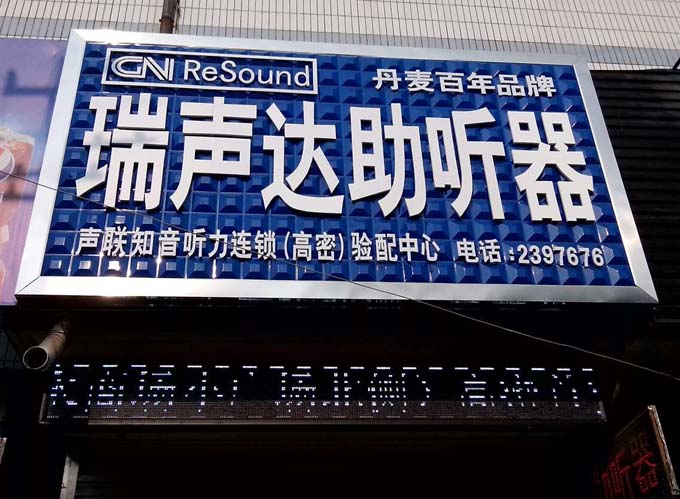 GN ReSound
丹麦百年品牌
瑞声达助听器
声联知音听力连锁(高密)验配中心 电话:2397676
听器